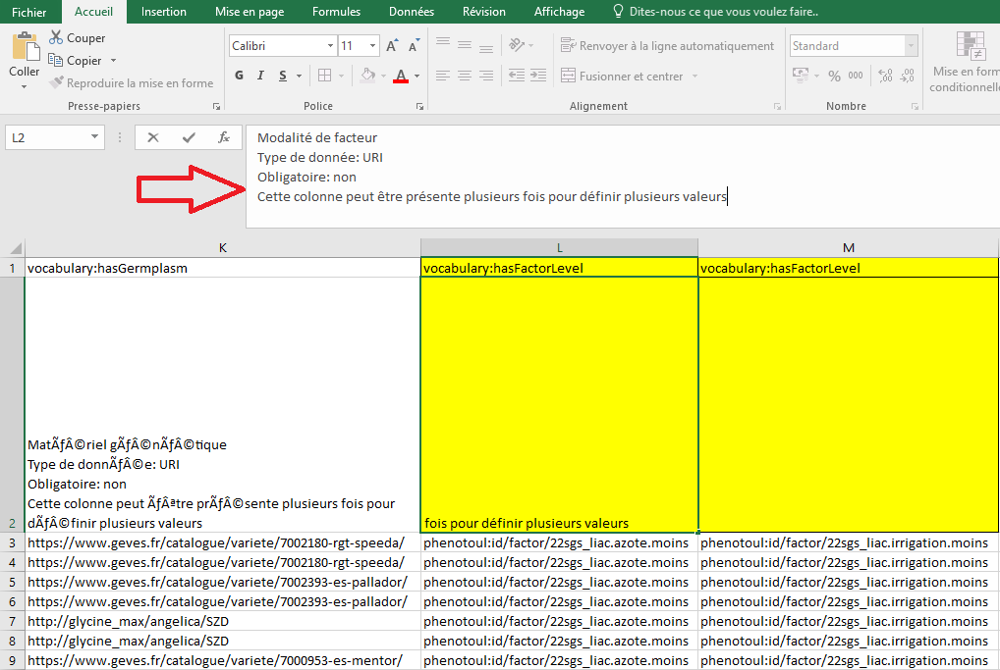 Fichier Accueil Insertion Mise en page Formules Données Révision Affichage Dites-nous ce que vous voulez faire..
Coller
Couper
Copier
Reproduire la mise en forme
Presse-papiers
Calibri 11 A A
G I S A
Police
Renvoyer à la ligne automatiquement
Fusionner et centrer
Alignement
Standard
% 000 ,00 ,00
Nombre
Mise en form
conditionnell
L2 fx
Modalité de facteur
Type de donnée: URI
Obligatoire: non
Cette colonne peut être présente plusieurs fois pour définir plusieurs valeurs
K L M
1 vocabulary:hasGermplasm vocabulary:hasFactorLevel vocabulary:hasFactorLevel
MatÃƒÂ©riel gÃƒÂ©nÃƒÂ©tique
Type de donnÃƒÂ©e: URI
Obligatoire: non
Cette colonne peut ÃƒÂªtre prÃƒÂ©sente plusieurs fois pour
2 dÃƒÂ©finir plusieurs valeurs fois pour définir plusieurs valeurs
3 https://www.geves.fr/catalogue/variete/7002180-rgt-speeda/ phenotoul:id/factor/22sgs_liac.azote.moins phenotoul:id/factor/22sgs_liac.irrigation.moins
4 https://www.geves.fr/catalogue/variete/7002180-rgt-speeda/ phenotoul:id/factor/22sgs_liac.azote.moins phenotoul:id/factor/22sgs_liac.irrigation.moins
5 https://www.geves.fr/catalogue/variete/7002393-es-pallador/ phenotoul:id/factor/22sgs_liac.azote.moins phenotoul:id/factor/22sgs_liac.irrigation.moins
6 https://www.geves.fr/catalogue/variete/7002393-es-pallador/ phenotoul:id/factor/22sgs_liac.azote.moins phenotoul:id/factor/22sgs_liac.irrigation.moins
7 http://glycine_max/angelica/SZD phenotoul:id/factor/22sgs_liac.azote.moins phenotoul:id/factor/22sgs_liac.irrigation.moins
8 http://glycine_max/angelica/SZD phenotoul:id/factor/22sgs_liac.azote.moins phenotoul:id/factor/22sgs_liac.irrigation.moins
9 https://www.geves.fr/catalogue/variete/7000953-es-mentor/ phenotoul:id/factor/22sgs_liac.azote.moins phenotoul:id/factor/22sgs_liac.irrigation.moins